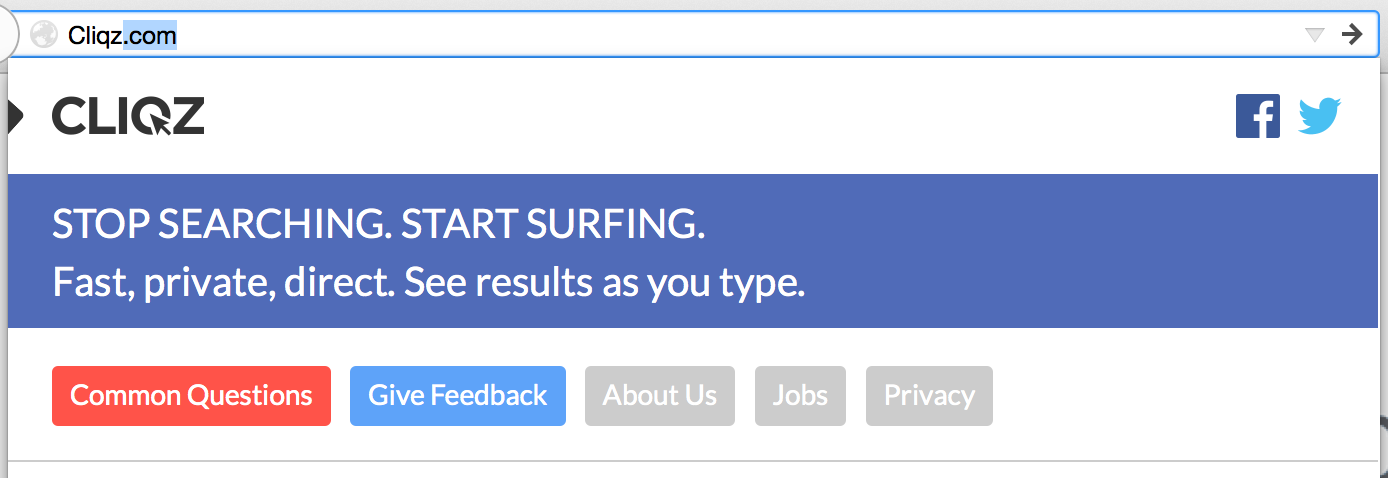 Cliqz.com
CLIQZ
STOP SEARCHING. START SURFING.
Fast, private, direct. See results as you type.
Common Questions Give Feedback About Us Jobs Privacy